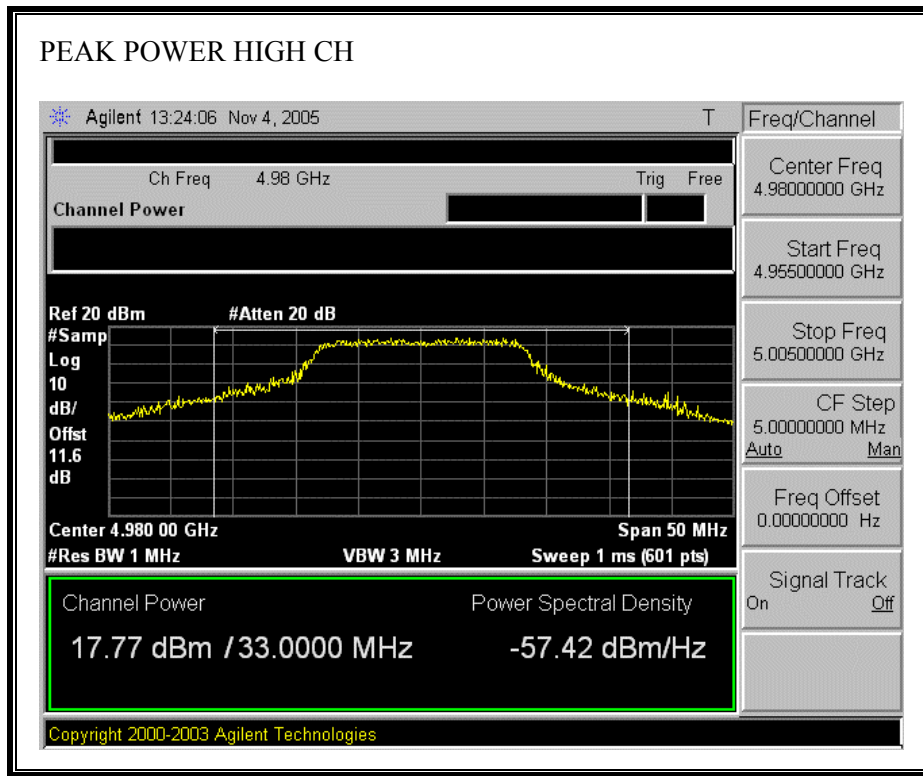 PEAK POWER HIGH CH
Agilent 13:24:06 Nov 4, 2005 T
Freq/Channel
Ch Freq 4.98 GHz Trig Free
Channel Power
Center Freq
4.98000000 GHz
Start Freq
4.95500000 GHz
Stop Freq
5.00500000 GHz
CF Step
5.00000000 MHz
Auto Man
Freq Offset
0.00000000 Hz
Signal Track
On Off
Ref 20 dBm #Atten 20 dB
#Samp
Log
10
dB/
Offst
11.6
dB
Center 4.980 00 GHz Span 50 MHz
#Res BW 1 MHz VBW 3 MHz Sweep 1 ms (601 pts)
Channel Power Power Spectral Density
17.77 dBm / 33.0000 MHz -57.42 dBm/Hz
Copyright 2000-2003 Agilent Technologies